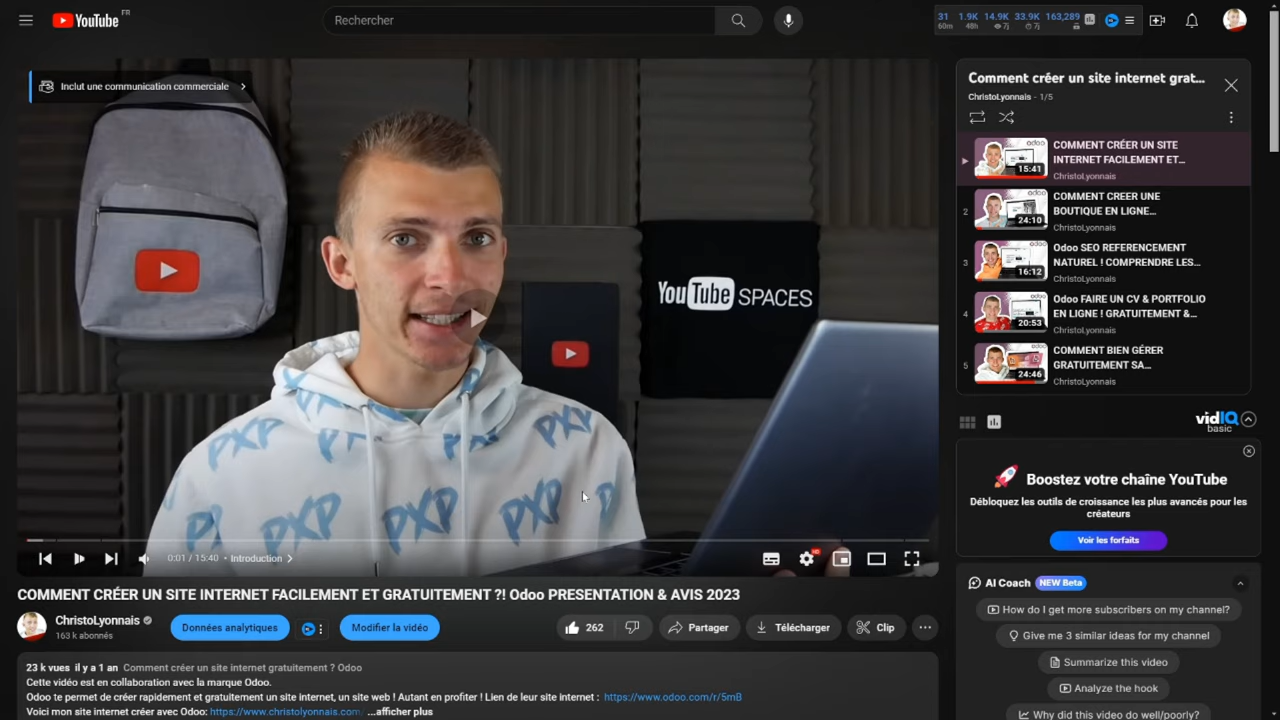 YouTube FR
Rechercher
31 1.9K 14.9K 33.9K 163,289
60m 48h 7j 7j
Inclut une communication commerciale
YouTube SPACES
PXP PXP PXP PXP
PXP PXP PXP PXP
0:01 / 15:40 • Introduction
COMMENT CRÉER UN SITE INTERNET FACILEMENT ET GRATUITEMENT ?! Odoo PRESENTATION & AVIS 2023
ChristoLyonnais
163 k abonnés
Données analytiques
Modifier la vidéo
262
Partager
Télécharger
Clip
23 k vues il y a 1 an Comment créer un site internet gratuitement ? Odoo
Cette vidéo est en collaboration avec la marque Odoo.
Odoo te permet de créer rapidement et gratuitement un site internet, un site web ! Autant en profiter ! Lien de leur site internet : https://www.odoo.com/r/5mB
Voici mon site internet créer avec Odoo: https://www.christolyonnais.com ...afficher plus
Comment créer un site internet grat...
ChristoLyonnais - 1/5
COMMENT CRÉER UN SITE
INTERNET FACILEMENT ET...
15:41
ChristoLyonnais
2
COMMENT CREER UNE
BOUTIQUE EN LIGNE...
24:10
ChristoLyonnais
3
Odoo SEO REFERENCEMENT
NATUREL ! COMPRENDRE LES...
16:12
ChristoLyonnais
4
Odoo FAIRE UN CV & PORTFOLIO
EN LIGNE ! GRATUITEMENT &...
20:53
ChristoLyonnais
5
COMMENT BIEN GÉRER
GRATUITEMENT SA...
24:46
ChristoLyonnais
vidIQ
basic
Boostez votre chaîne YouTube
Débloquez les outils de croissance les plus avancés pour les
créateurs
Voir les forfaits
AI Coach NEW Beta
How do I get more subscribers on my channel?
Give me 3 similar ideas for my channel
Summarize this video
Analyze the hook
Why did this video do well/poorly?